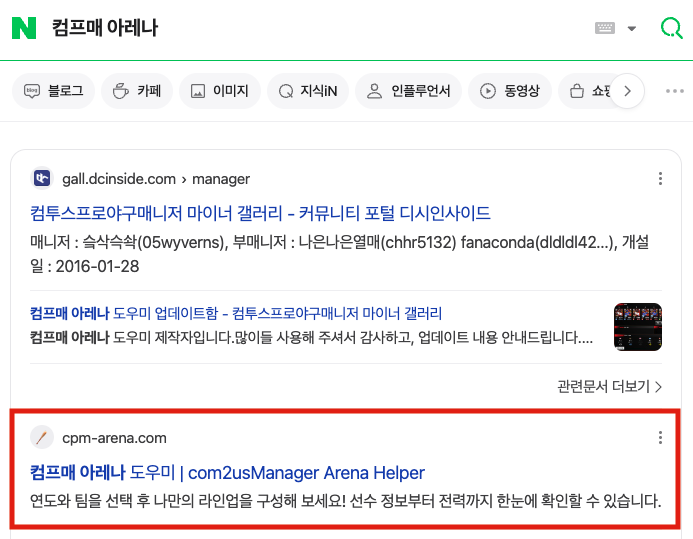 N 컴프매 아레나
blog 블로그 카페 이미지 지식iN 인플루언서 동영상 쇼핑
gall.dcinside.com › manager
컴투스프로야구매니저 마이너 갤러리 - 커뮤니티 포털 디시인사이드
매니저 : 슼삭슥솩(05wyverns), 부매니저 : 나은나은열매(chhr5132) fanaconda(dldldl42...), 개설
일 : 2016-01-28
컴프매 아레나 도우미 업데이트함 - 컴투스프로야구매니저 마이너 갤러리
컴프매 아레나 도우미 제작자입니다.많이들 사용해 주셔서 감사하고, 업데이트 내용 안내드립니다....
관련문서 더보기 >
cpm-arena.com
컴프매 아레나 도우미 | com2usManager Arena Helper
연도와 팀을 선택 후 나만의 라인업을 구성해 보세요! 선수 정보부터 전력까지 한눈에 확인할 수 있습니다.